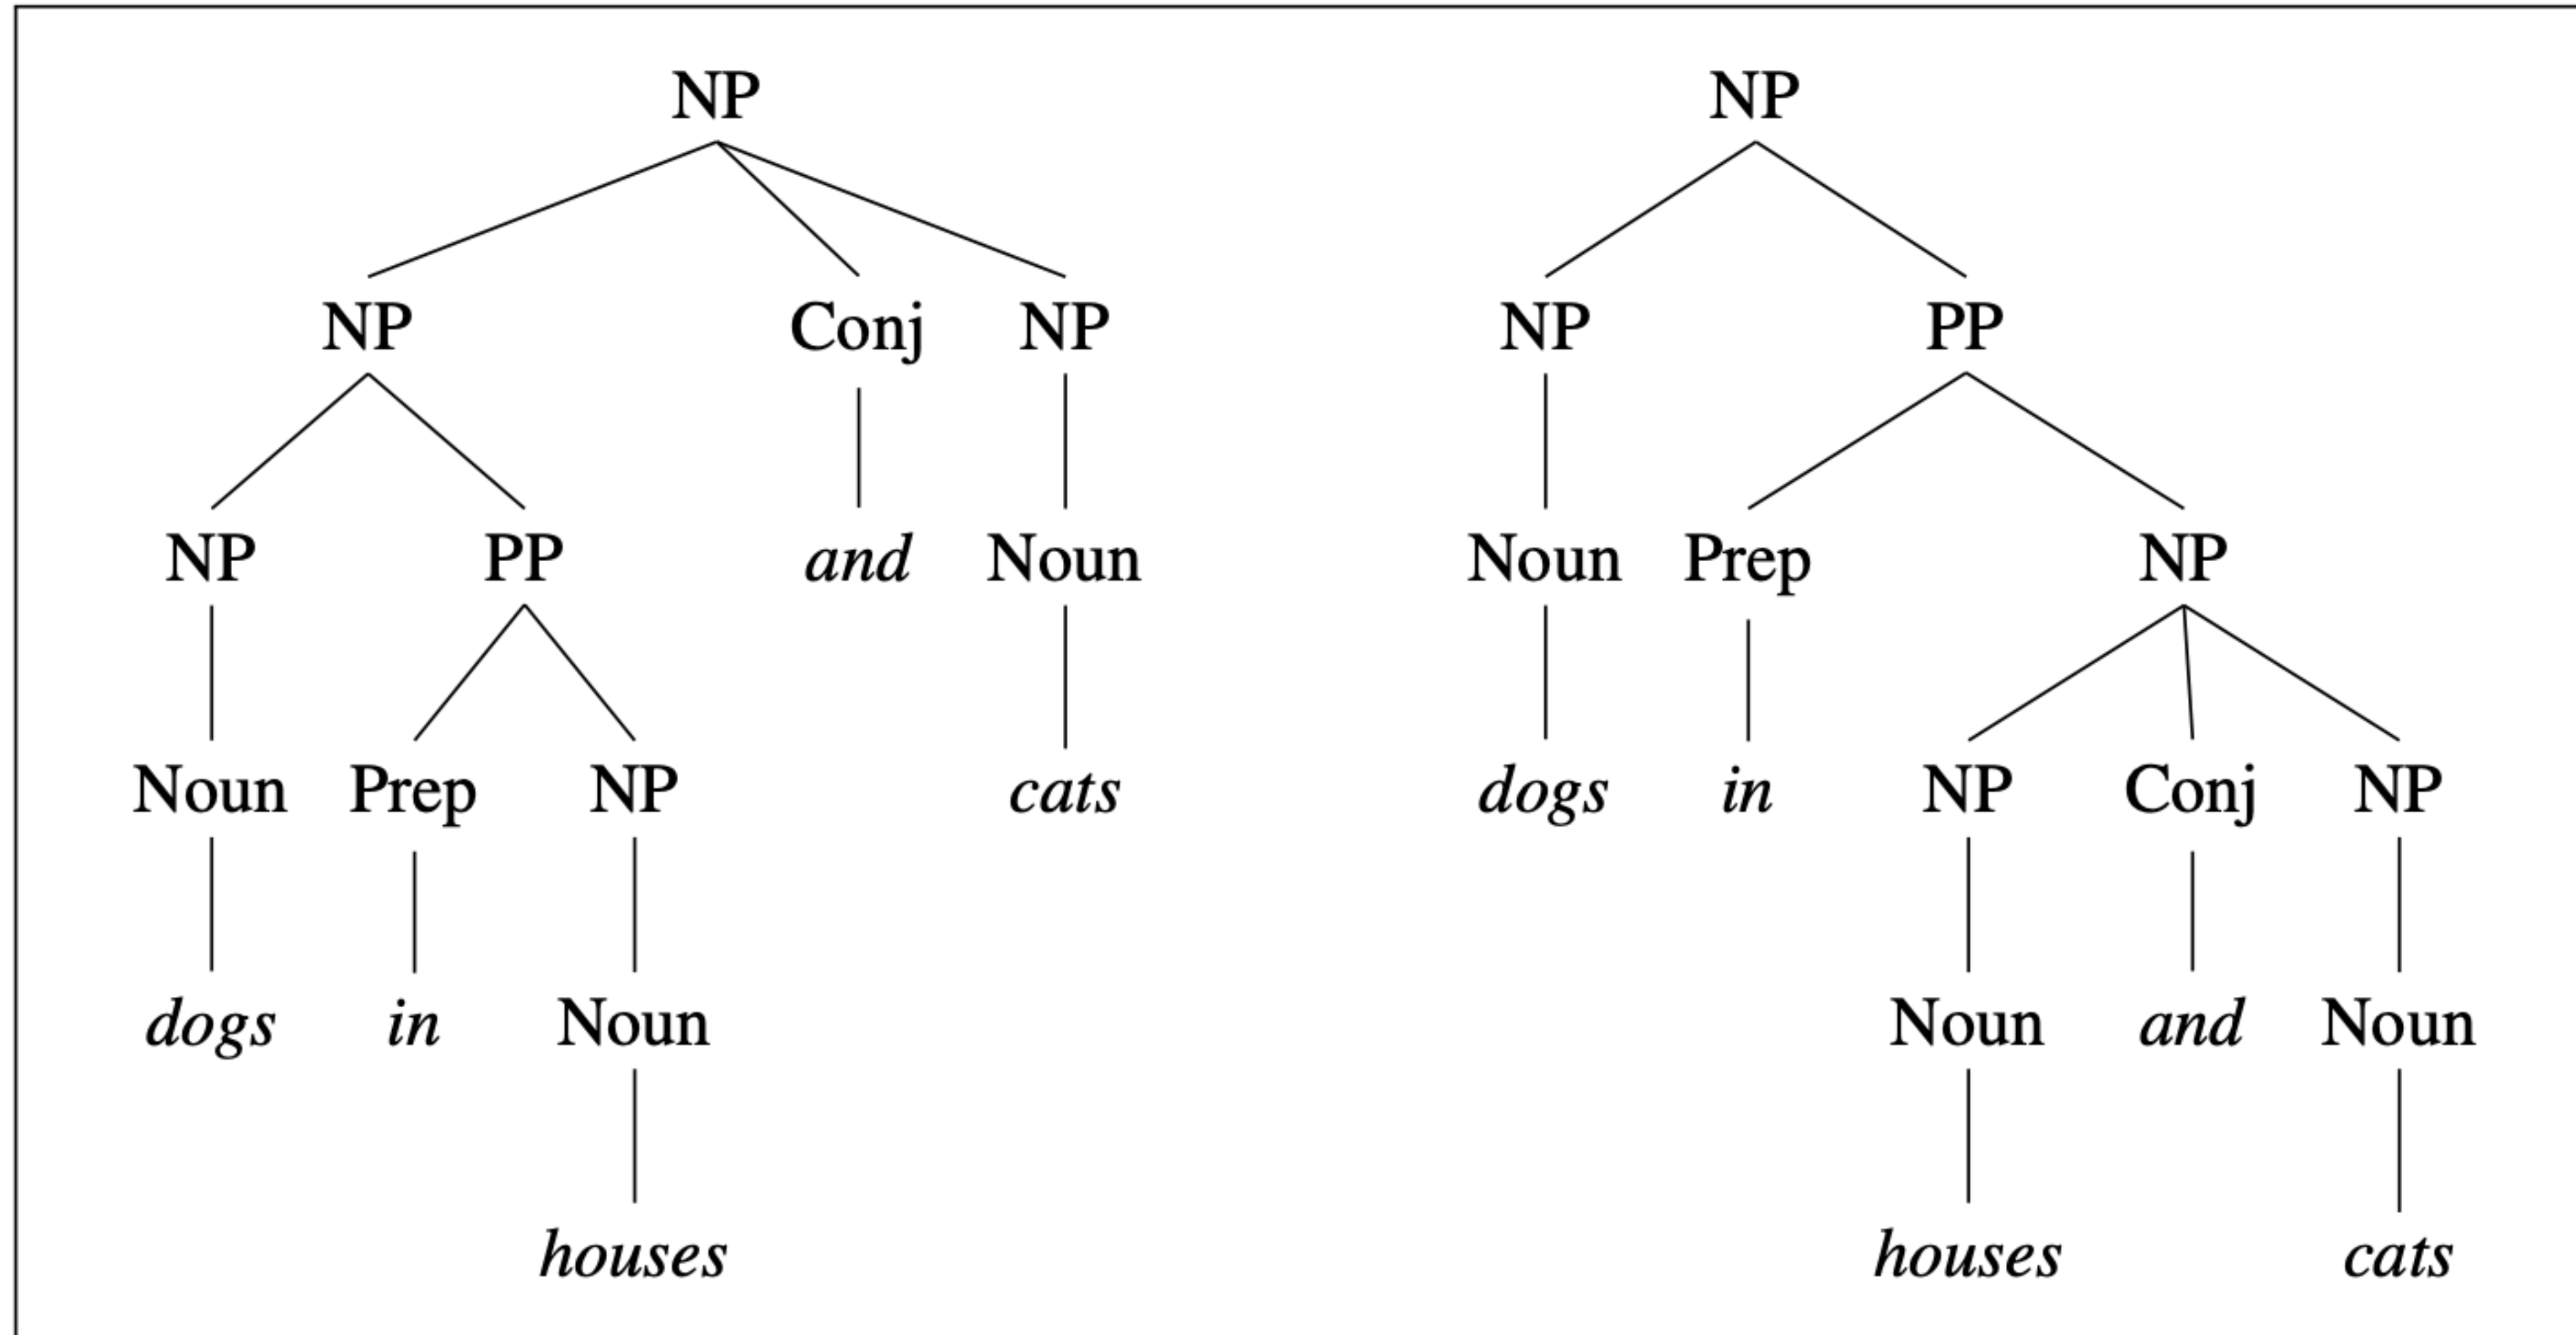 NP NP
NP Conj NP NP PP
NP PP and Noun Noun Prep NP
Noun Prep NP cats dogs in NP Conj NP
dogs in Noun Noun and Noun
houses houses cats